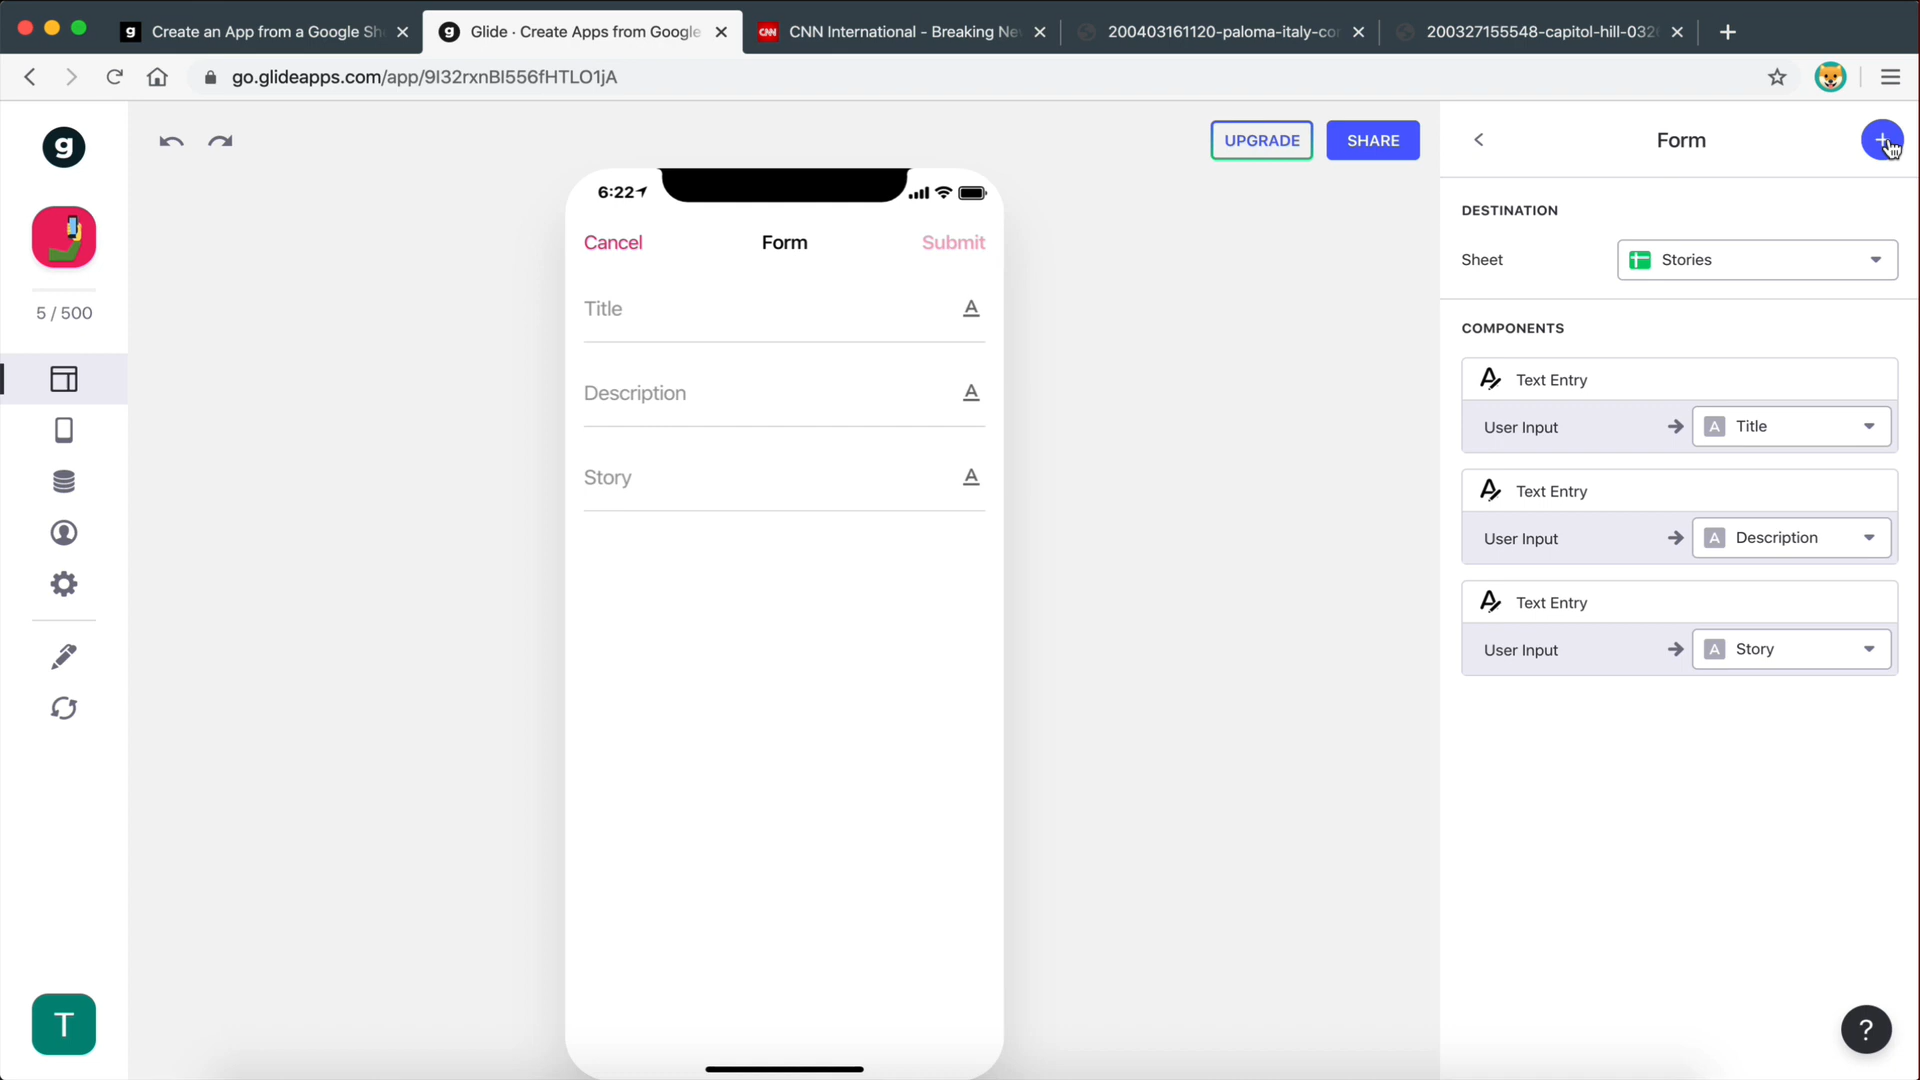 g Create an App from a Google Sh
g Glide · Create Apps from Google
CNN CNN International - Breaking Ne
200403161120-paloma-italy-cor
200327155548-capitol-hill-032
go.glideapps.com/app/9I32rxnBI556fHTLO1jA
g
5 / 500
T
UPGRADE
SHARE
6:22
Cancel
Form
Submit
Title
A
Description
A
Story
A
Form
DESTINATION
Sheet
Stories
COMPONENTS
Text Entry
User Input
A Title
Text Entry
User Input
A Description
Text Entry
User Input
A Story
?